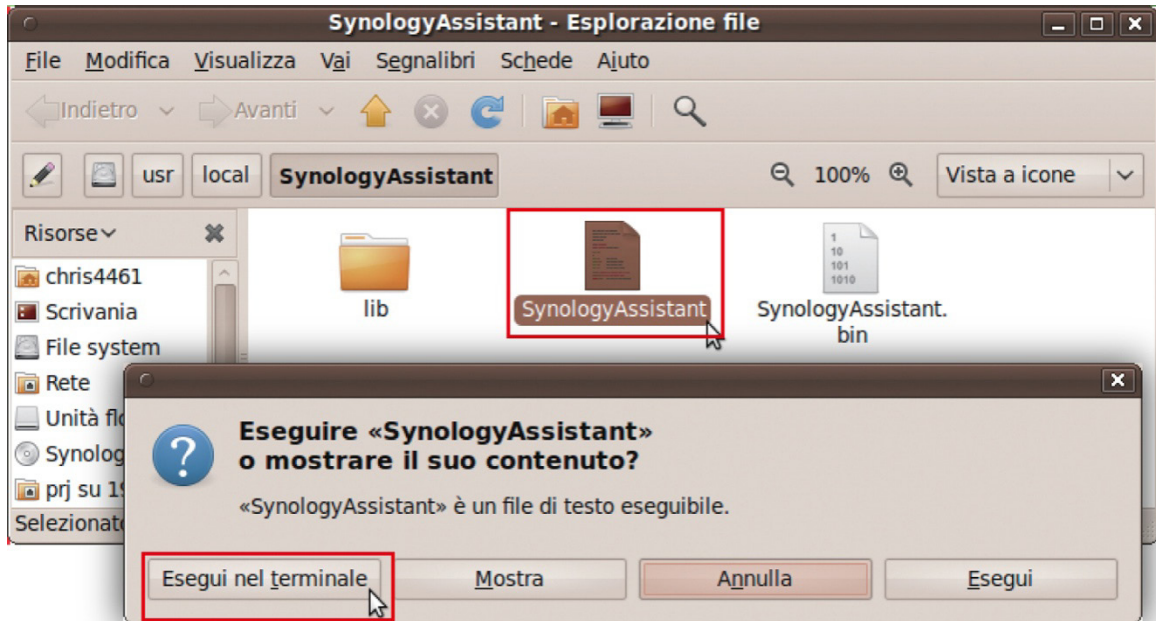 SynologyAssistant - Esplorazione file
File Modifica Visualizza Vai Segnalibri Schede Aiuto
Indietro Avanti
usr local SynologyAssistant 100% Vista a icone
Risorse
chris4461
Scrivania
File system
Rete
Unità
Synolog
prj su
Selezionat
lib
SynologyAssistant
1
10
101
1010
SynologyAssistant.
bin
Eseguire «SynologyAssistant»
o mostrare il suo contenuto?
«SynologyAssistant» è un file di testo eseguibile.
Esegui nel terminale Mostra Annulla Esegui